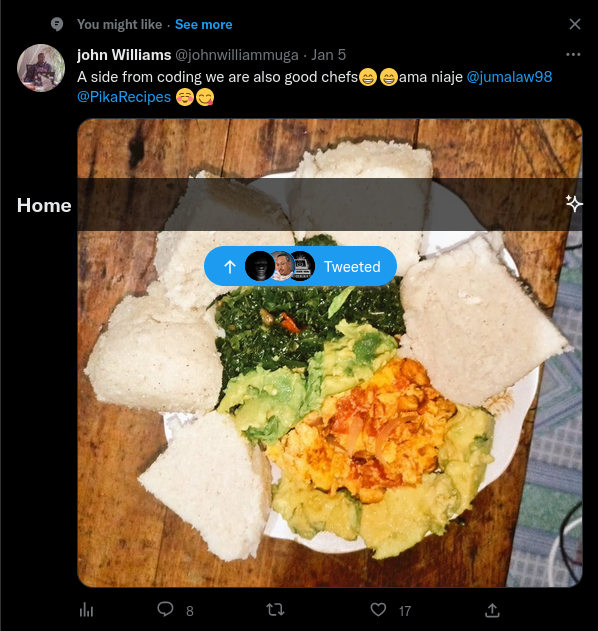 You might like · See more
john Williams @johnwilliammuga · Jan 5
A side from coding we are also good chefs😁😁ama niaje @jumalaw98
@PikaRecipes ☺️😋
Home
Tweeted
8 17